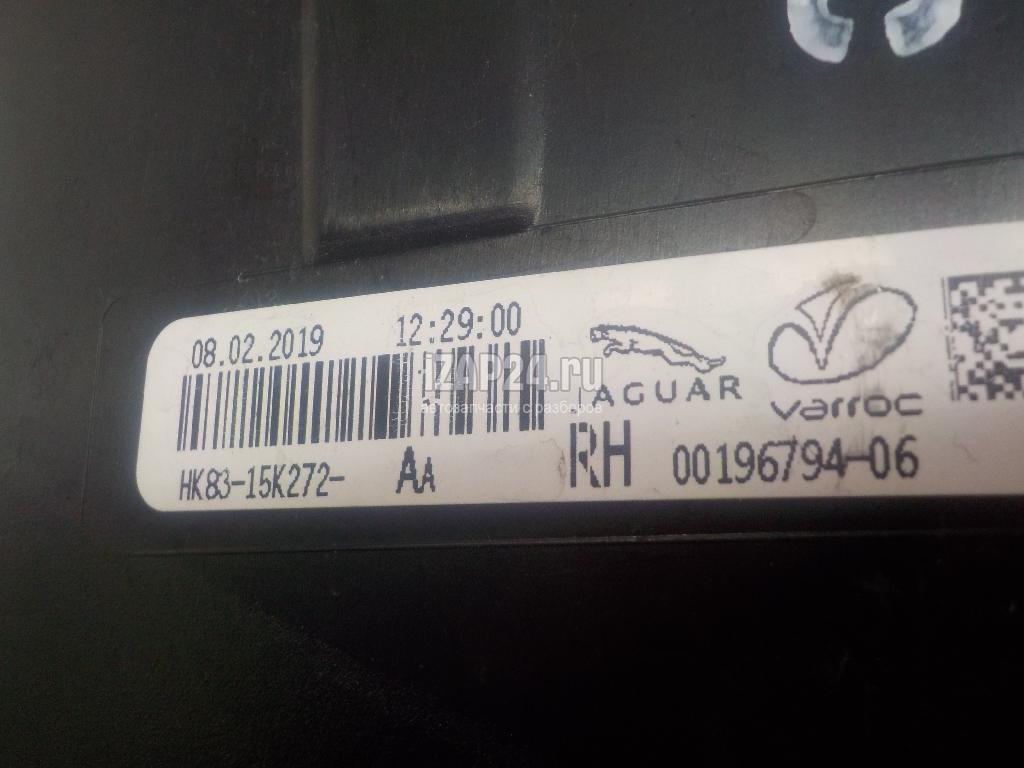 08.02.2019 12:29:00
iZAP24.ru
автозапчасти с разборов
JAGUAR
varroc
HK83-15K272- AA RH 00196794-06